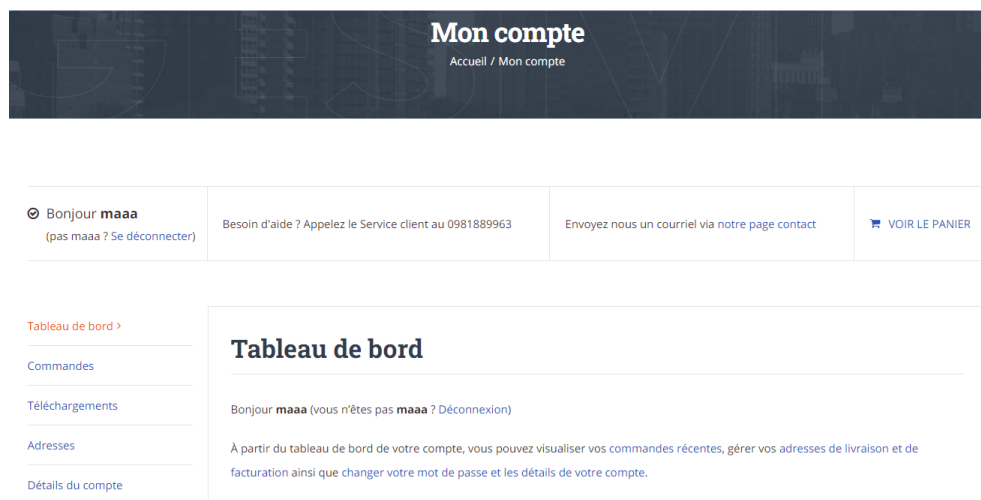 Mon compte
Accueil / Mon compte
Bonjour maaa
(pas maaa ? Se déconnecter)
Besoin d'aide ? Appelez le Service client au 0981889963
Envoyez nous un courriel via notre page contact
VOIR LE PANIER
Tableau de bord >
Commandes
Téléchargements
Adresses
Détails du compte
Tableau de bord
Bonjour maaa (vous n'êtes pas maaa ? Déconnexion)
À partir du tableau de bord de votre compte, vous pouvez visualiser vos commandes récentes, gérer vos adresses de livraison et de
facturation ainsi que changer votre mot de passe et les détails de votre compte.